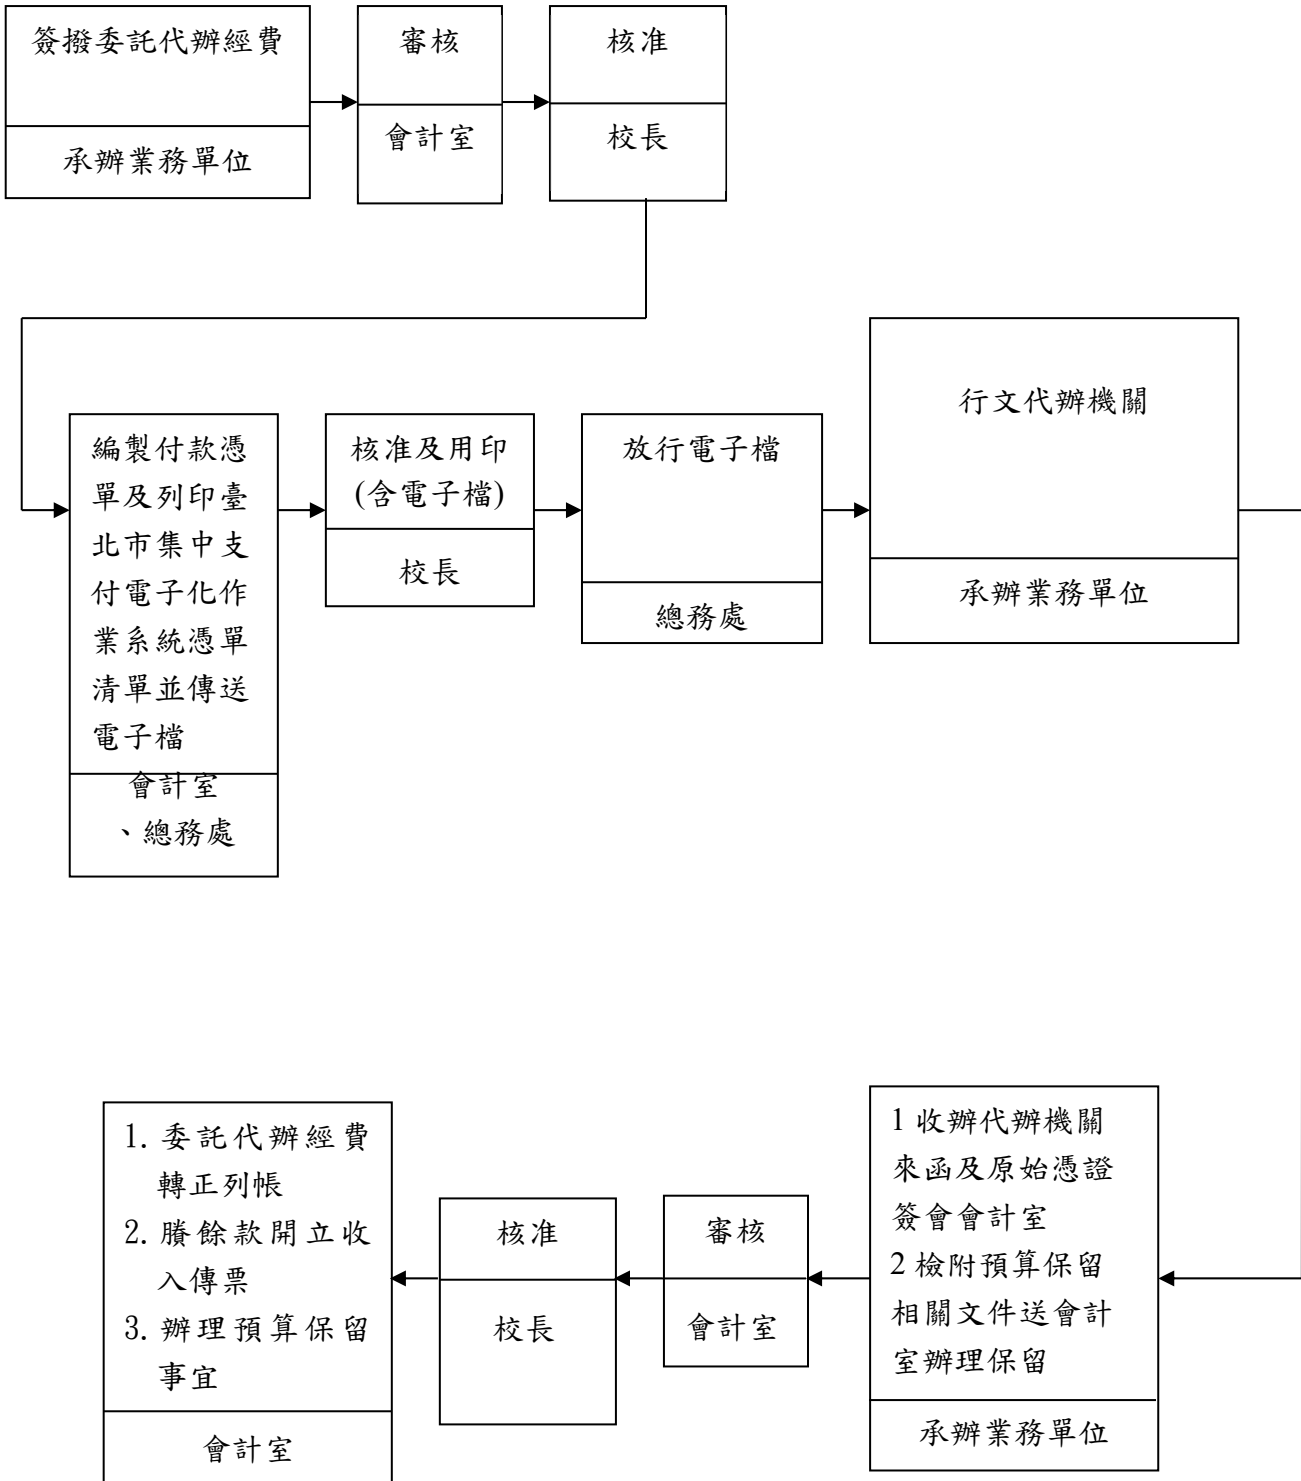 簽撥委託代辦經費
承辦業務單位
審核
會計室
核准
校長
編製付款憑
單及列印臺
北市集中支
付電子化作
業系統憑單
清單並傳送
電子檔
會計室
、總務處
核准及用印
(含電子檔)
校長
放行電子檔
總務處
行文代辦機關
承辦業務單位
1 收辦代辦機關
來函及原始憑證
簽會會計室
2 檢附預算保留
相關文件送會計
室辦理保留
承辦業務單位
審核
會計室
核准
校長
1. 委託代辦經費
轉正列帳
2. 賸餘款開立收
入傳票
3. 辦理預算保留
事宜
會計室